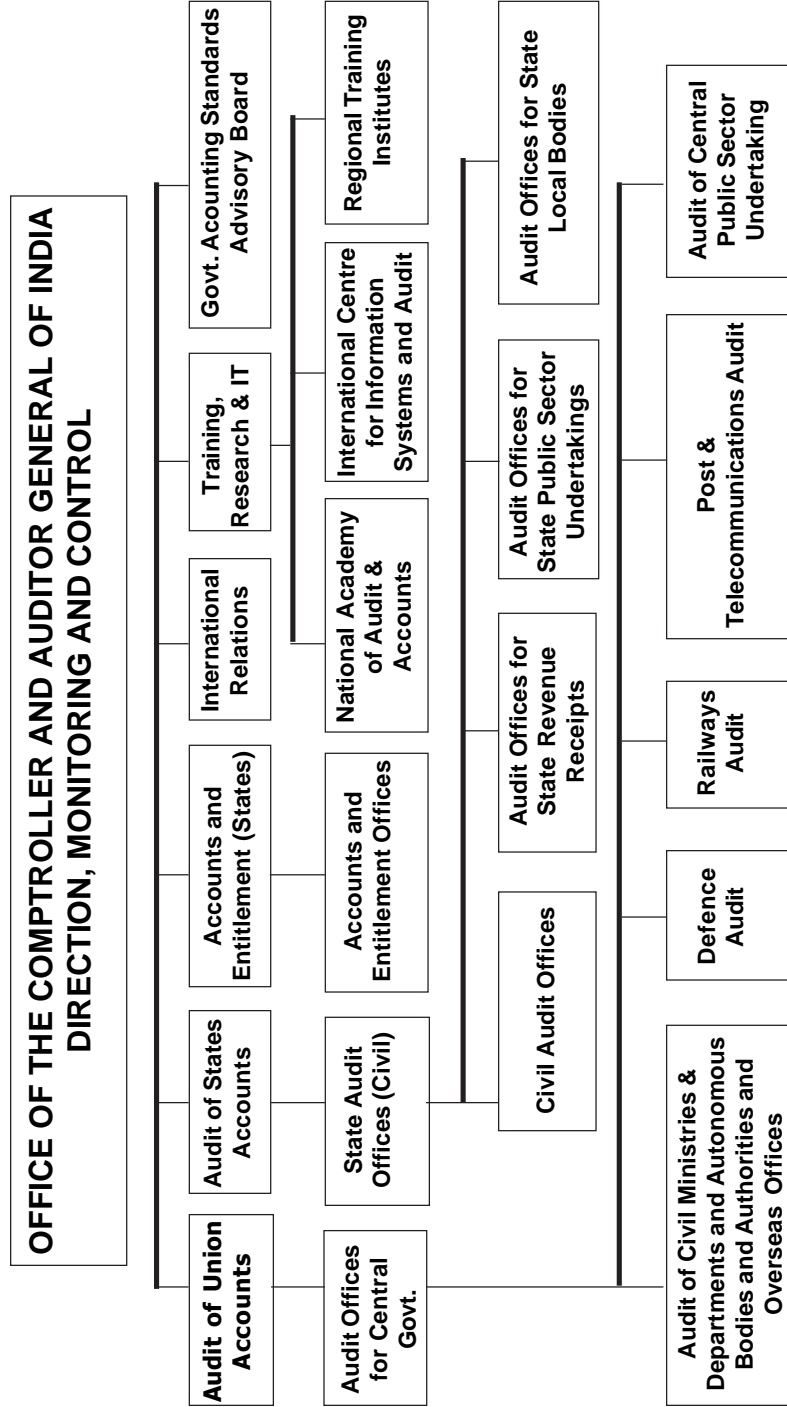 OFFICE OF THE COMPTROLLER AND AUDITOR GENERAL OF INDIA
DIRECTION, MONITORING AND CONTROL
Audit of Union
Accounts
Audit of States
Accounts
Accounts and
Entitlement (States)
International
Relations
Training,
Research & IT
Govt. Acounting Standards
Advisory Board
Audit Offices
for Central
Govt.
State Audit
Offices (Civil)
Accounts and
Entitlement Offices
National Academy
of Audit &
Accounts
International Centre
for Information
Systems and Audit
Regional Training
Institutes
Civil Audit Offices
Audit Offices for
State Revenue
Receipts
Audit Offices for
State Public Sector
Undertakings
Audit Offices for State
Local Bodies
Audit of Civil Ministries &
Departments and Autonomous
Bodies and Authorities and
Overseas Offices
Defence
Audit
Railways
Audit
Post &
Telecommunications Audit
Audit of Central
Public Sector
Undertaking